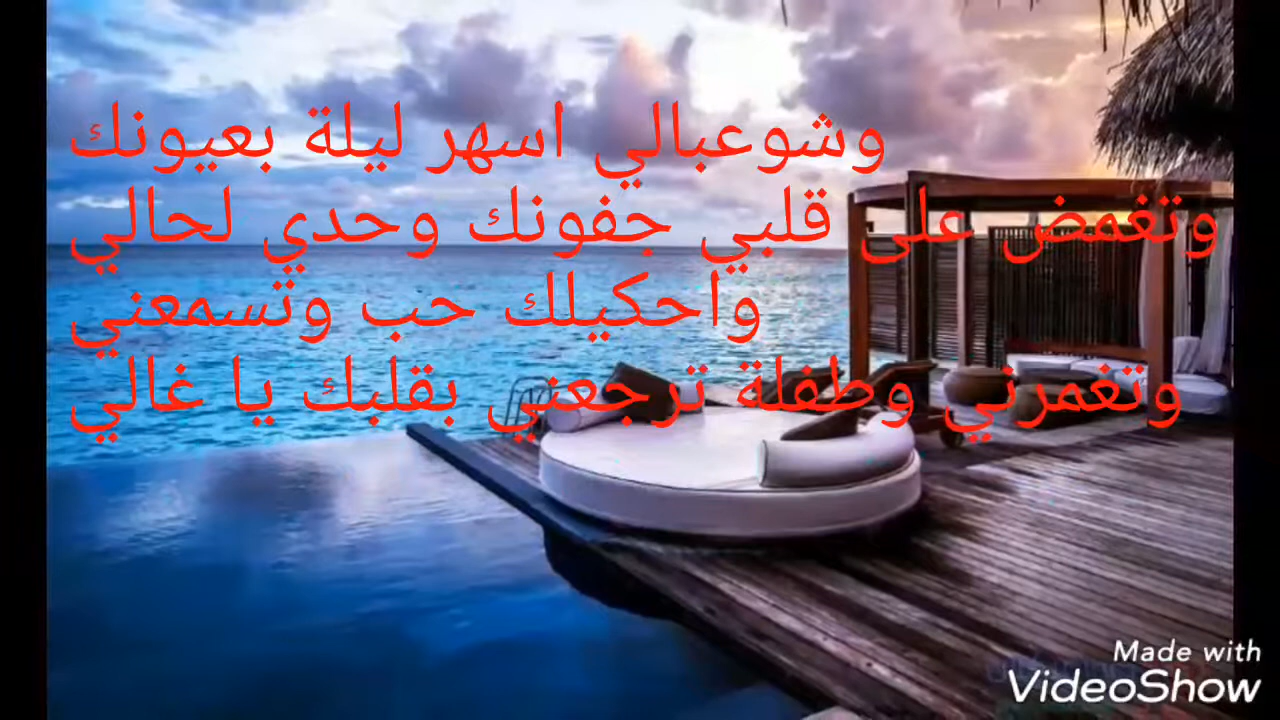 وشوعبالي اسهر ليلة بعيونك
وتغمض على قلبي جفونك وحدي لحالي
واحكيلك حب وتسمعني
وتغمرني وطفلة ترجعني بقلبك يا غالي
Made with
VideoShow